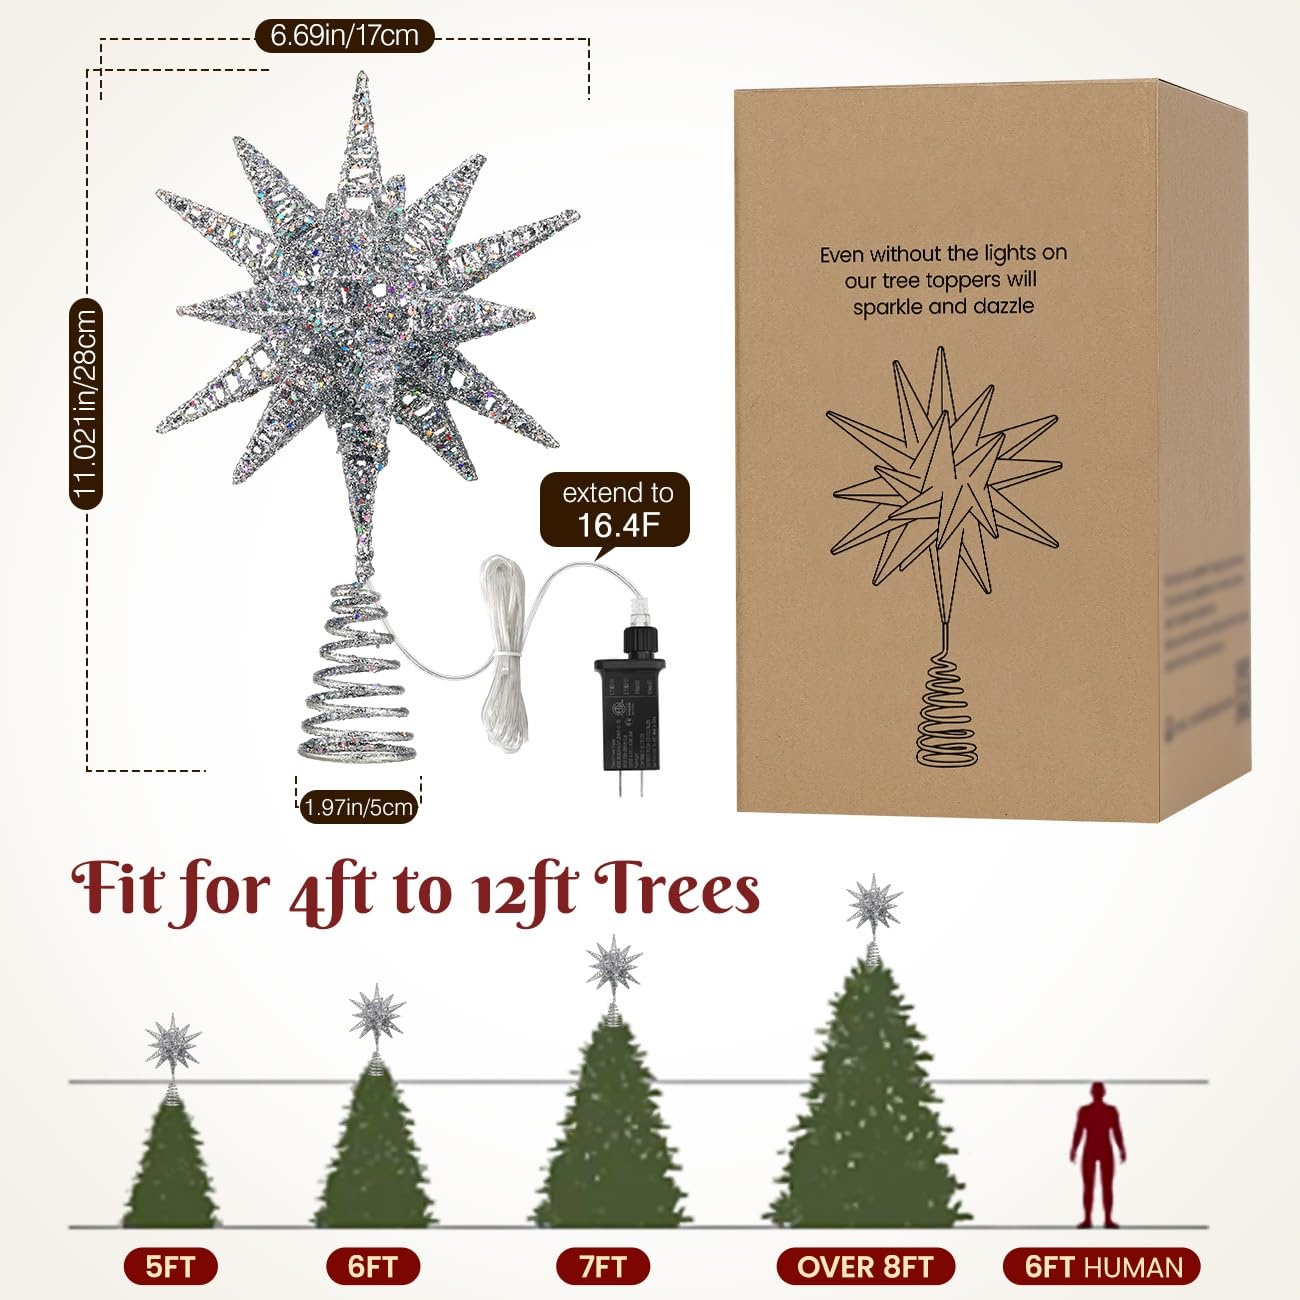 6.69in/17cm
11.021in/28cm
extend to
16.4F
1.97in/5cm
Even without the lights on
our tree toppers will
sparkle and dazzle
Fit for 4ft to 12ft Trees
5FT
6FT
7FT
OVER 8FT
6FT HUMAN